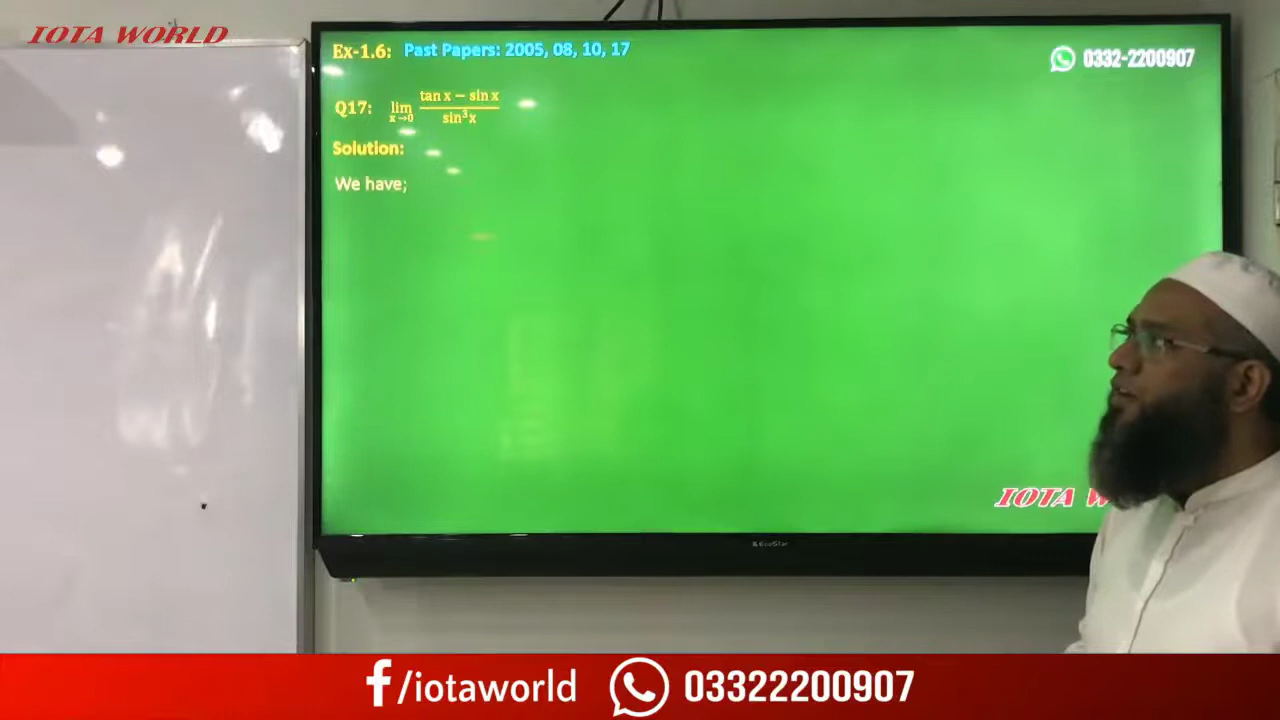 IOTA WORLD
Ex-1.6: Past Papers: 2005, 08, 10, 17
0332-2200907
Q17: lim x→0 tan x − sin x / sin³x
Solution:
We have;
IOTA W
EcoStar
/iotaworld 03322200907